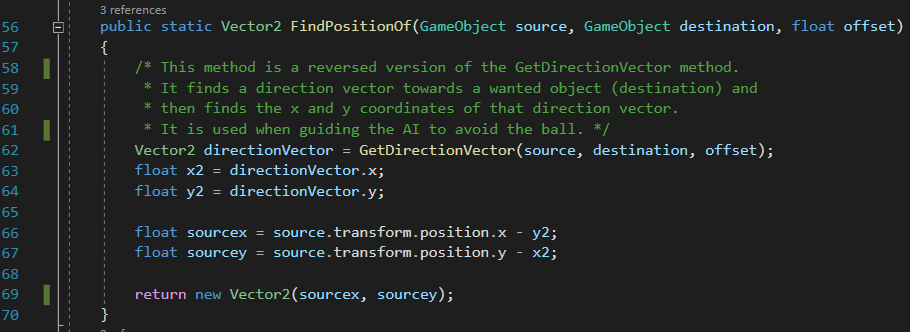 3 references
56 public static Vector2 FindPositionOf(GameObject source, GameObject destination, float offset)
57 {
58 /* This method is a reversed version of the GetDirectionVector method.
59 * It finds a direction vector towards a wanted object (destination) and
60 * then finds the x and y coordinates of that direction vector.
61 * It is used when guiding the AI to avoid the ball. */
62 Vector2 directionVector = GetDirectionVector(source, destination, offset);
63 float x2 = directionVector.x;
64 float y2 = directionVector.y;
65
66 float sourcex = source.transform.position.x - y2;
67 float sourcey = source.transform.position.y - x2;
68
69 return new Vector2(sourcex, sourcey);
70 }